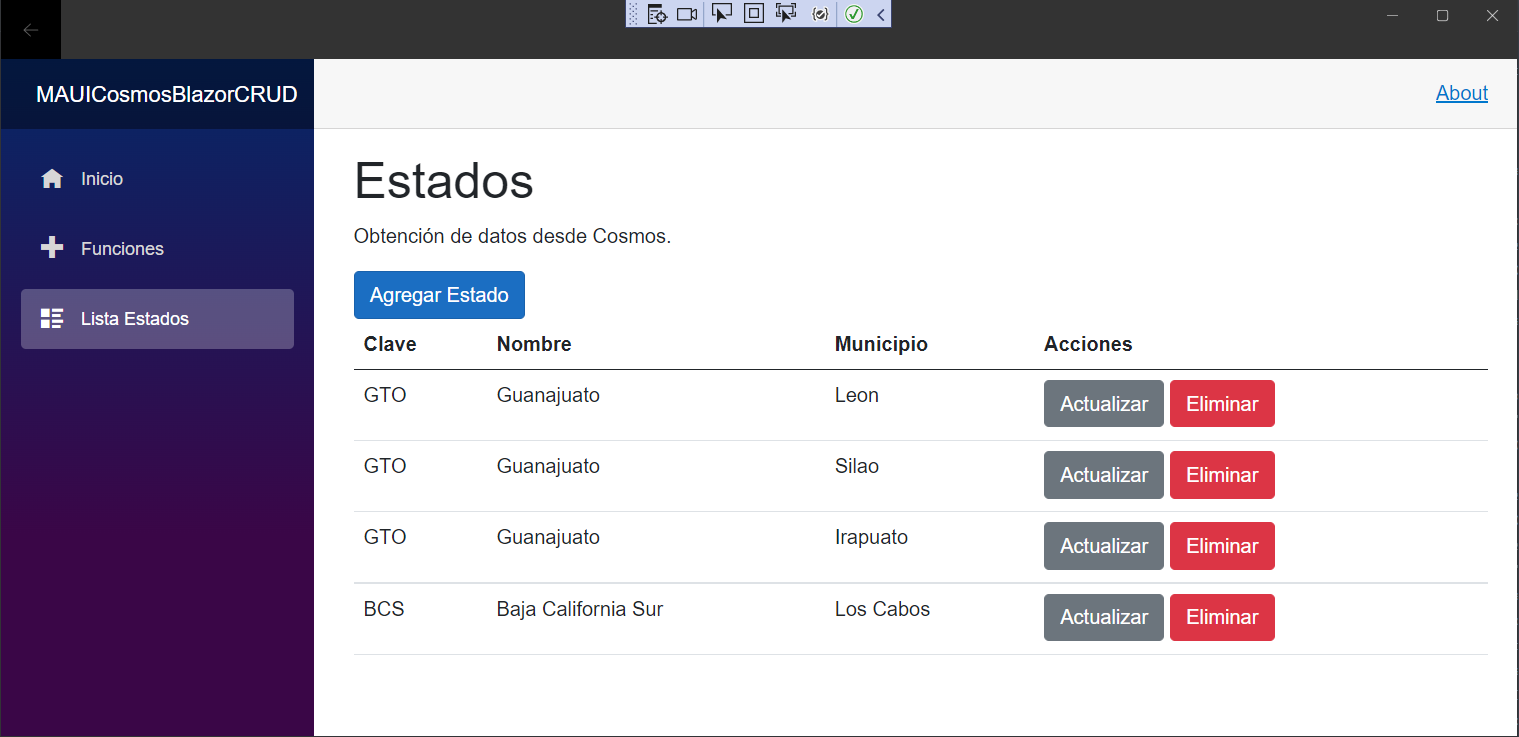 MAUICosmosBlazorCRUD
About
Inicio
Funciones
Lista Estados
Estados
Obtención de datos desde Cosmos.
Agregar Estado
Clave Nombre Municipio Acciones
GTO Guanajuato Leon Actualizar Eliminar
GTO Guanajuato Silao Actualizar Eliminar
GTO Guanajuato Irapuato Actualizar Eliminar
BCS Baja California Sur Los Cabos Actualizar Eliminar